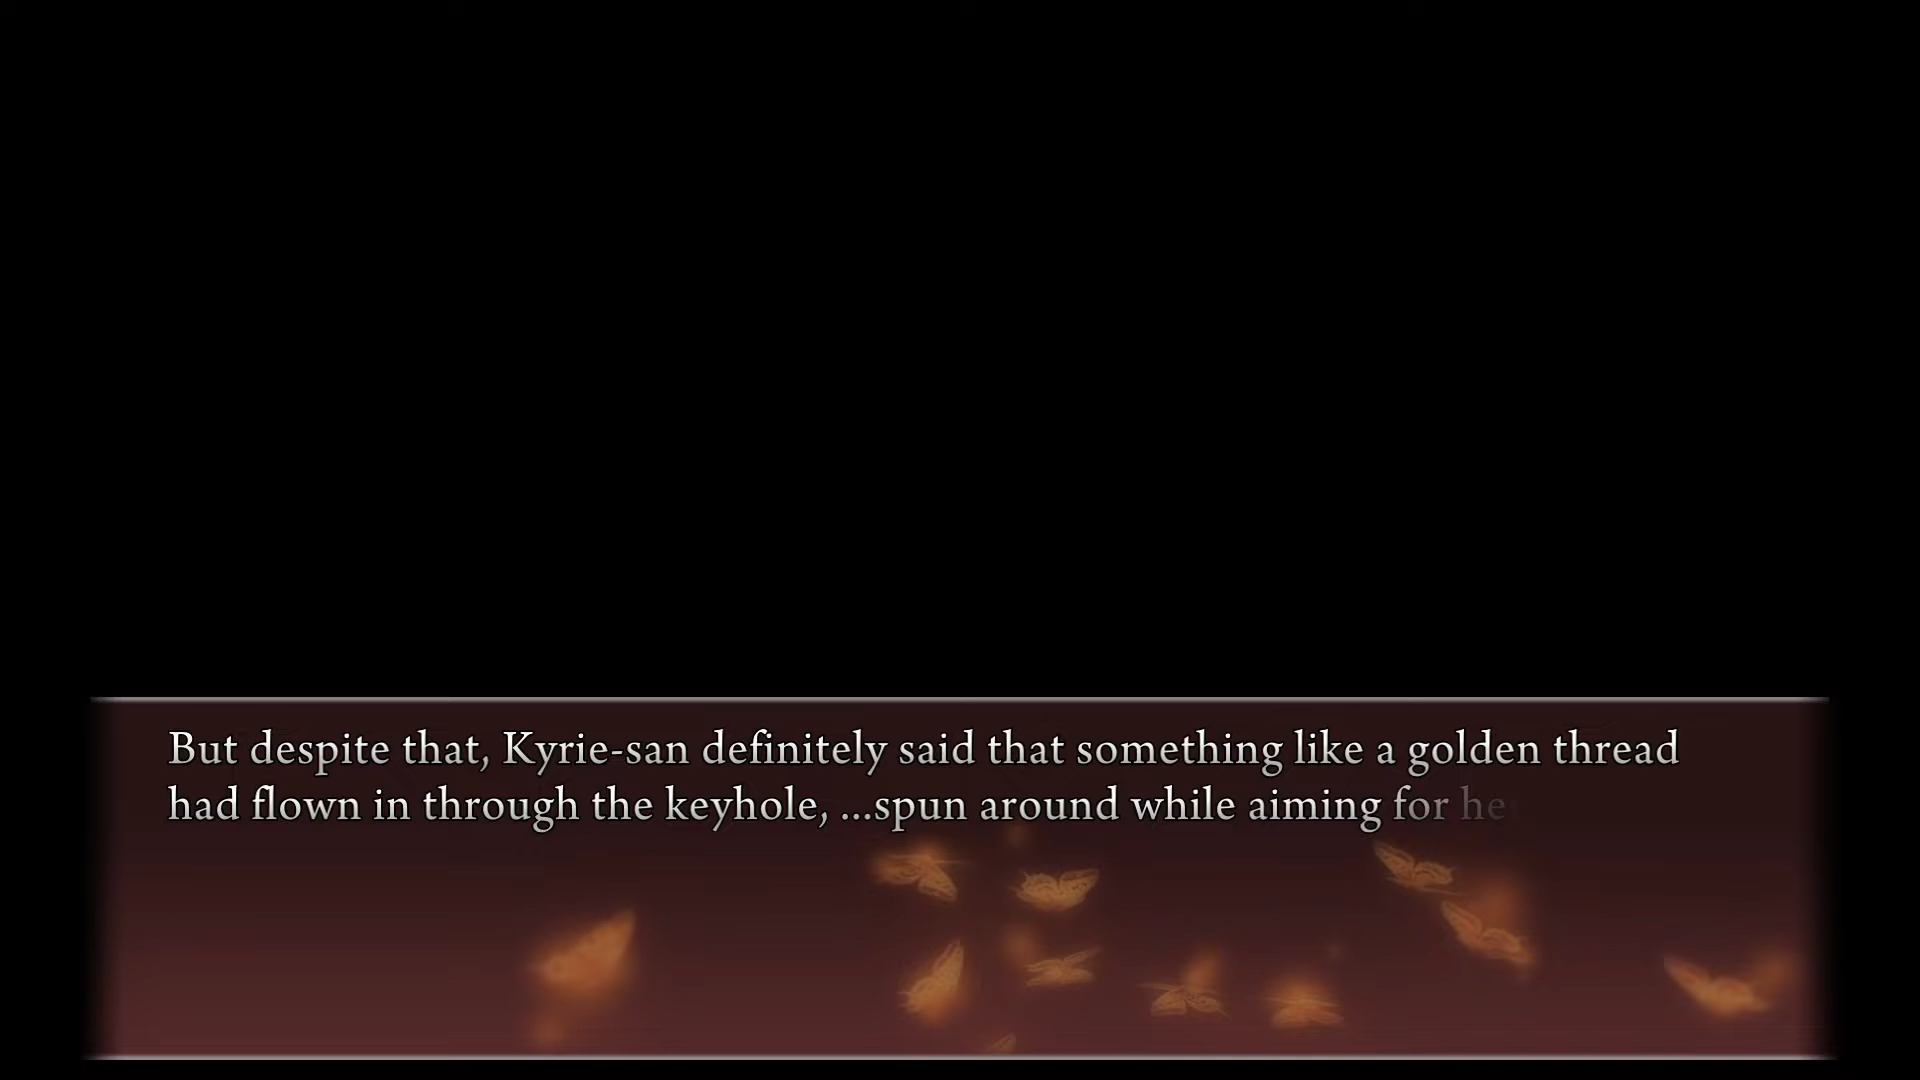 But despite that, Kyrie-san definitely said that something like a golden thread
had flown in through the keyhole, ...spun around while aiming for he